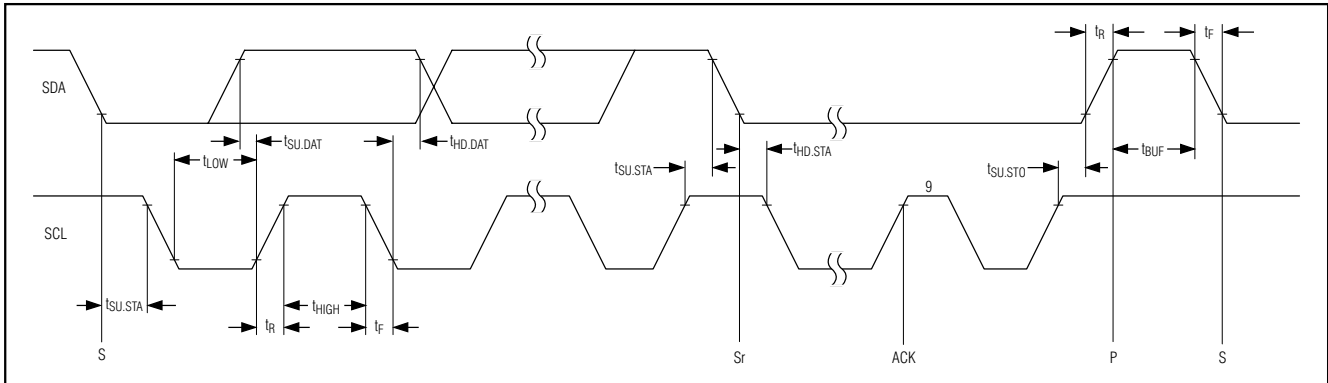 tR
tF
SDA
tSU.DAT
tHD.DAT
tLOW
tSU.STA
tHD.STA
tSU.STO
tBUF
9
SCL
tSU.STA
tHIGH
tR
tF
S
Sr
ACK
P
S